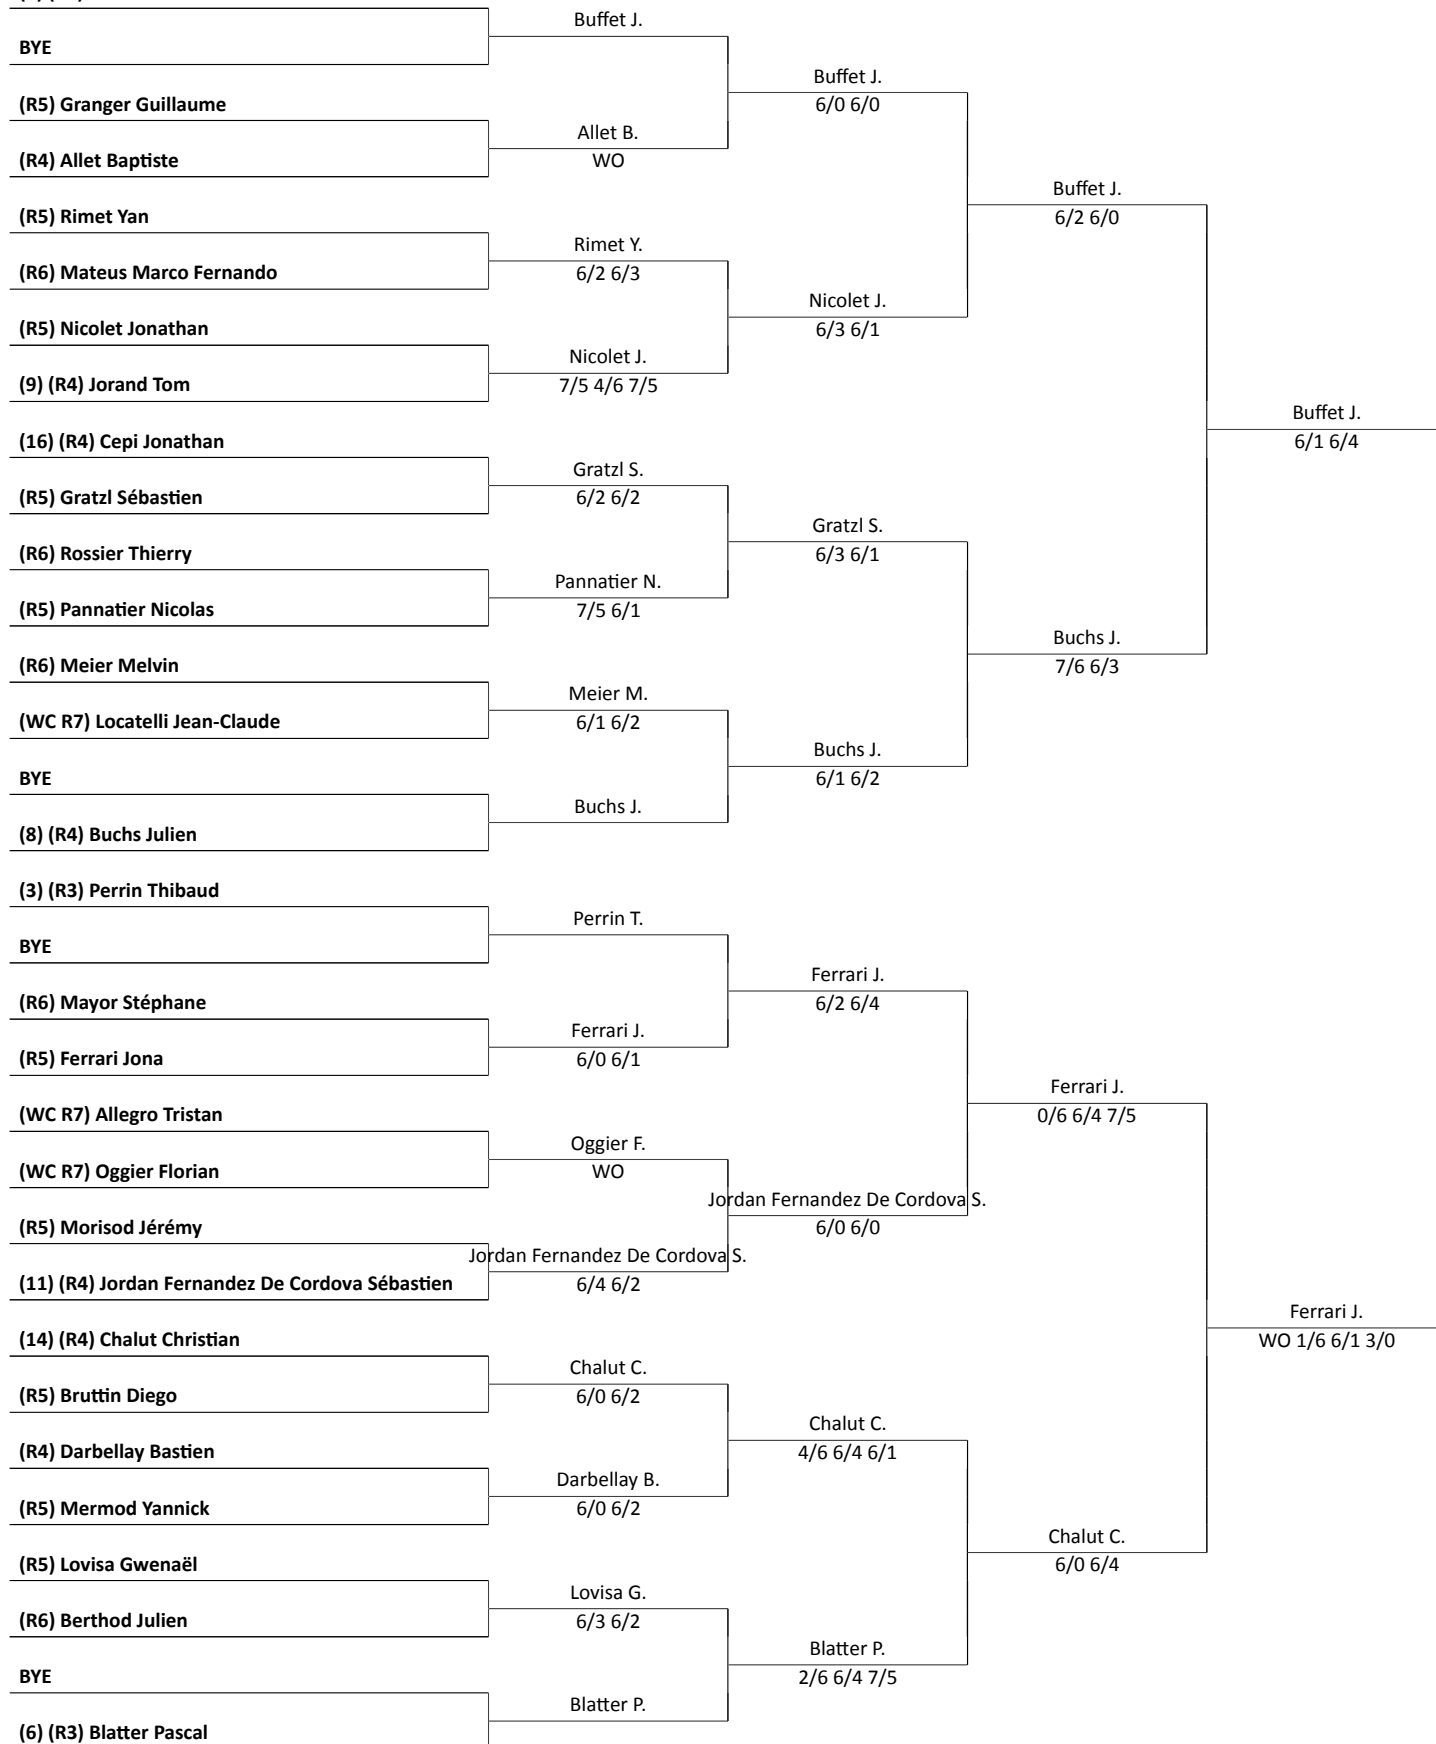 Buffet J.
BYE
Buffet J.
(R5) Granger Guillaume
6/0 6/0
Allet B.
(R4) Allet Baptiste
WO
Buffet J.
(R5) Rimet Yan
6/2 6/0
Rimet Y.
(R6) Mateus Marco Fernando
6/2 6/3
Nicolet J.
(R5) Nicolet Jonathan
6/3 6/1
Nicolet J.
(9) (R4) Jorand Tom
7/5 4/6 7/5
Buffet J.
(16) (R4) Cepi Jonathan
6/1 6/4
Gratzl S.
(R5) Gratzl Sébastien
6/2 6/2
Gratzl S.
(R6) Rossier Thierry
6/3 6/1
Pannatier N.
(R5) Pannatier Nicolas
7/5 6/1
Buchs J.
(R6) Meier Melvin
7/6 6/3
Meier M.
(WC R7) Locatelli Jean-Claude
6/1 6/2
Buchs J.
BYE
6/1 6/2
Buchs J.
(8) (R4) Buchs Julien
(3) (R3) Perrin Thibaud
Perrin T.
BYE
Ferrari J.
(R6) Mayor Stéphane
6/2 6/4
Ferrari J.
(R5) Ferrari Jona
6/0 6/1
Ferrari J.
(WC R7) Allegro Tristan
0/6 6/4 7/5
Oggier F.
(WC R7) Oggier Florian
WO
Jordan Fernandez De Cordova S.
(R5) Morisod Jérémy
6/0 6/0
Jordan Fernandez De Cordova S.
(11) (R4) Jordan Fernandez De Cordova Sébastien
6/4 6/2
Ferrari J.
(14) (R4) Chalut Christian
WO 1/6 6/1 3/0
Chalut C.
(R5) Bruttin Diego
6/0 6/2
Chalut C.
(R4) Darbellay Bastien
4/6 6/4 6/1
Darbellay B.
(R5) Mermod Yannick
6/0 6/2
Chalut C.
(R5) Lovisa Gwenaël
6/0 6/4
Lovisa G.
(R6) Berthod Julien
6/3 6/2
Blatter P.
BYE
2/6 6/4 7/5
Blatter P.
(6) (R3) Blatter Pascal